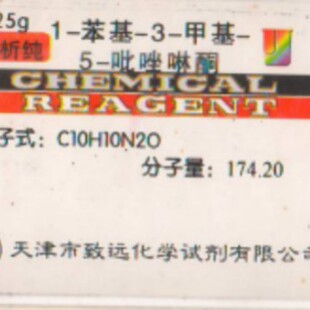 25g
1-苯基-3-甲基-
析纯
5-吡唑啉酮
CHEMICAL
REAGENT
子式：C10H10N2O
分子量：174.20
天津市致远化学试剂有限公